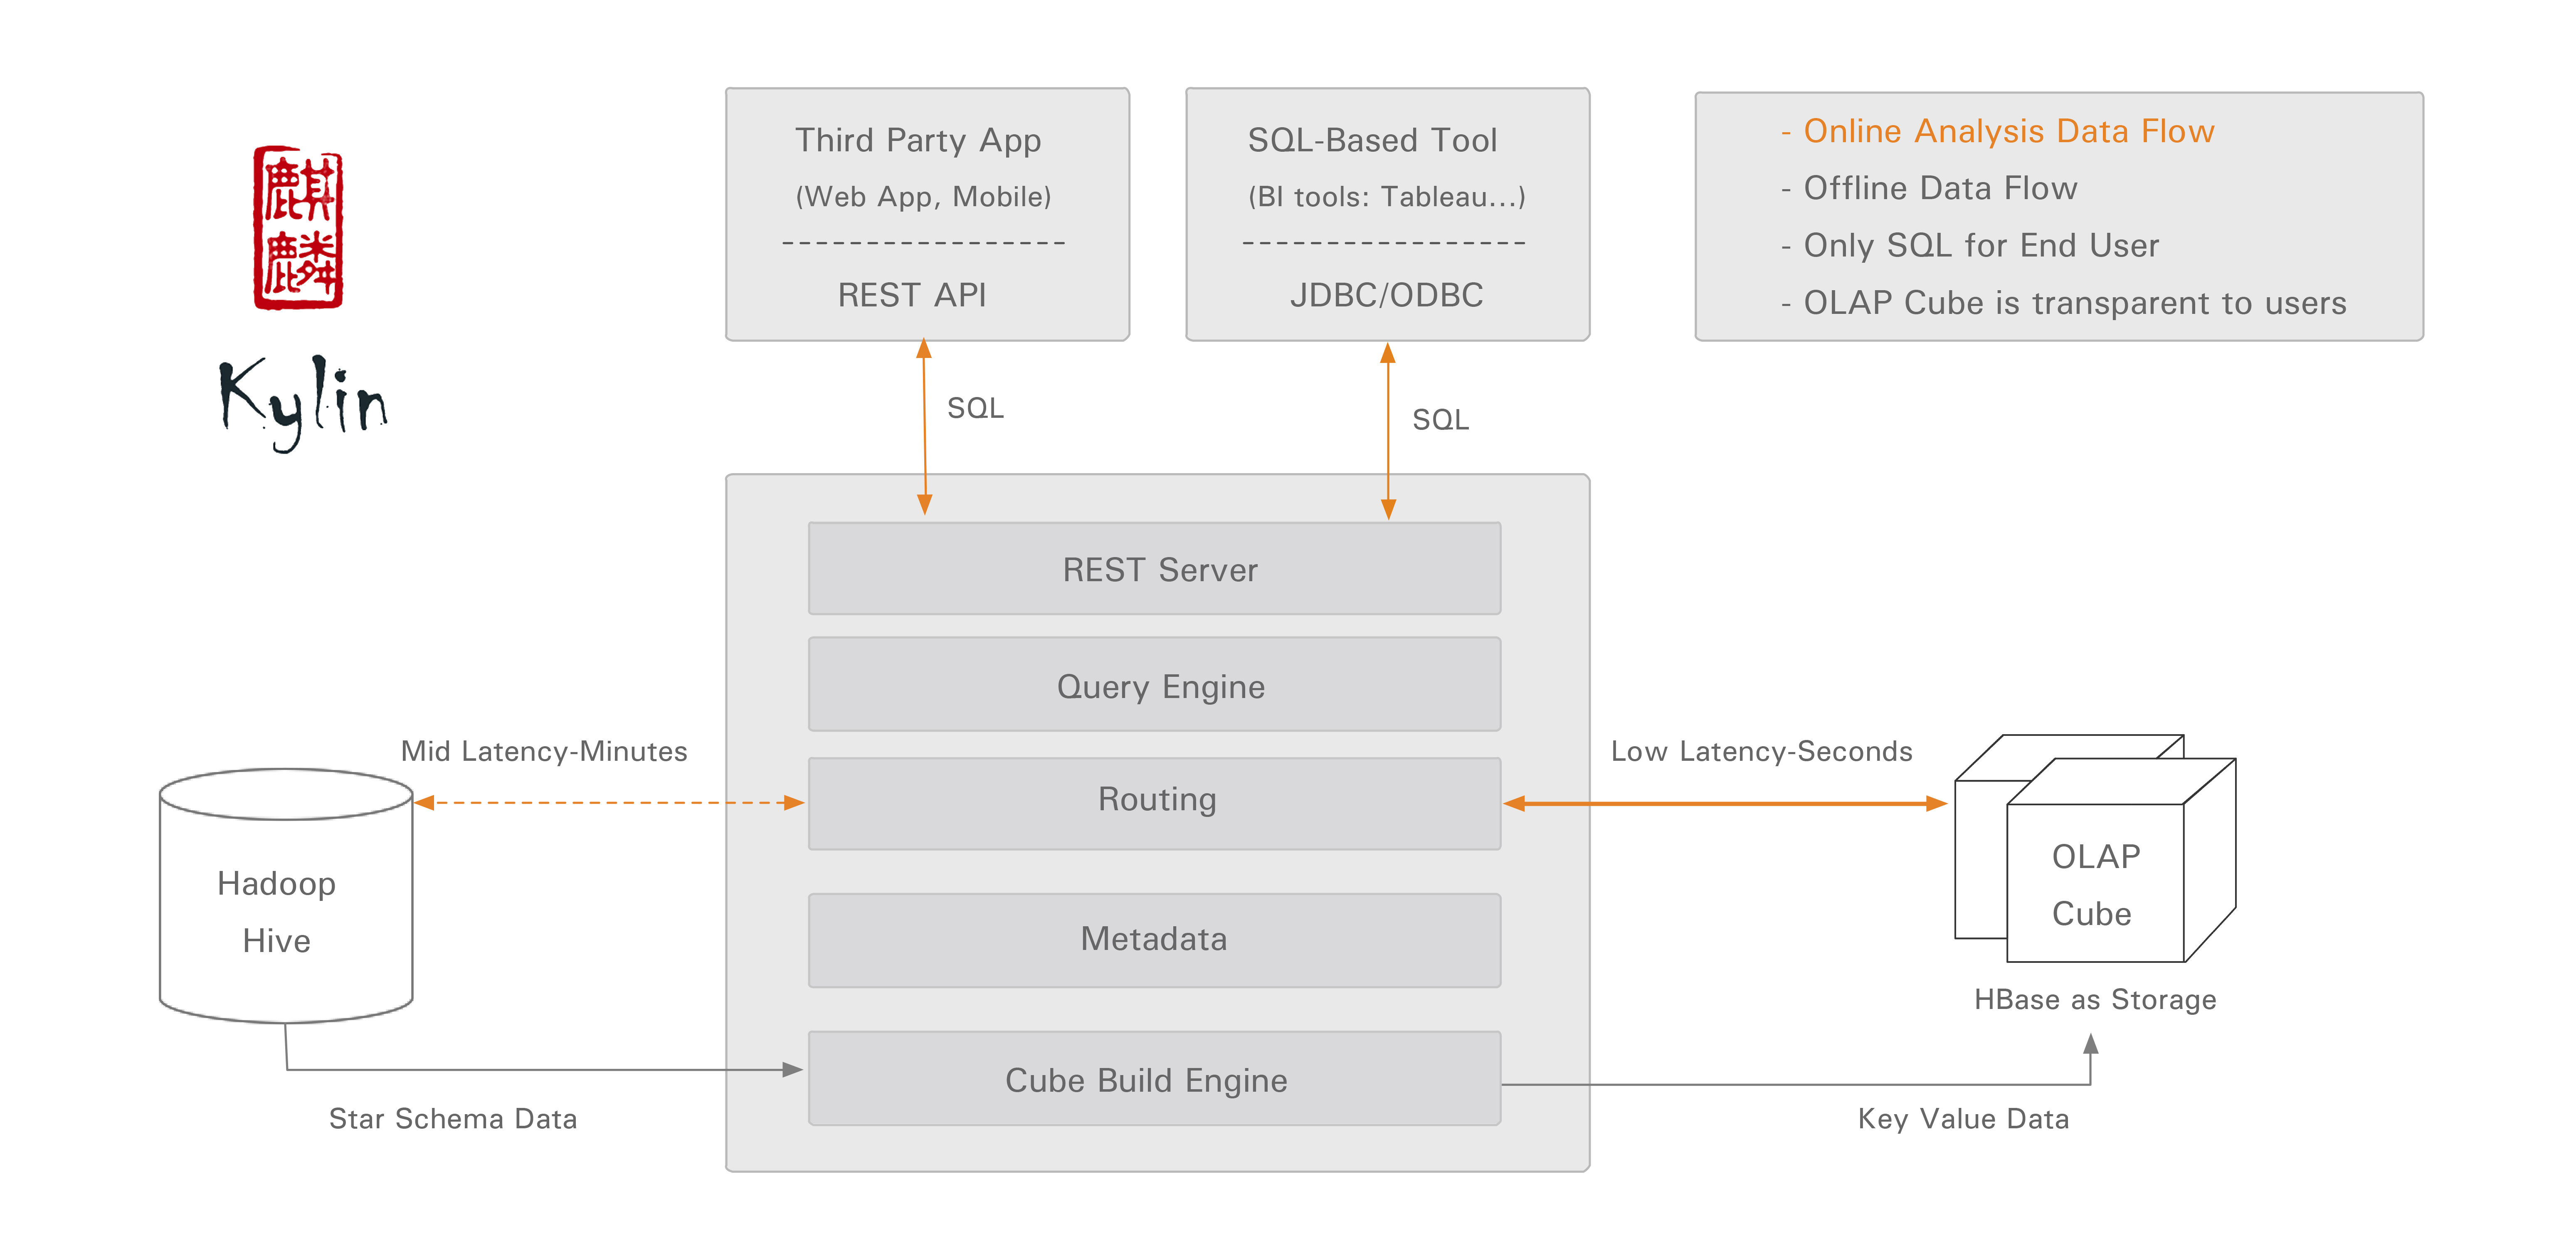 麒
麟
Kylin
Third Party App
(Web App, Mobile)
REST API
SQL-Based Tool
(BI tools: Tableau...)
JDBC/ODBC
- Online Analysis Data Flow
- Offline Data Flow
- Only SQL for End User
- OLAP Cube is transparent to users
SQL
SQL
REST Server
Query Engine
Mid Latency-Minutes
Routing
Low Latency-Seconds
Hadoop
Hive
OLAP
Cube
Metadata
HBase as Storage
Cube Build Engine
Star Schema Data
Key Value Data